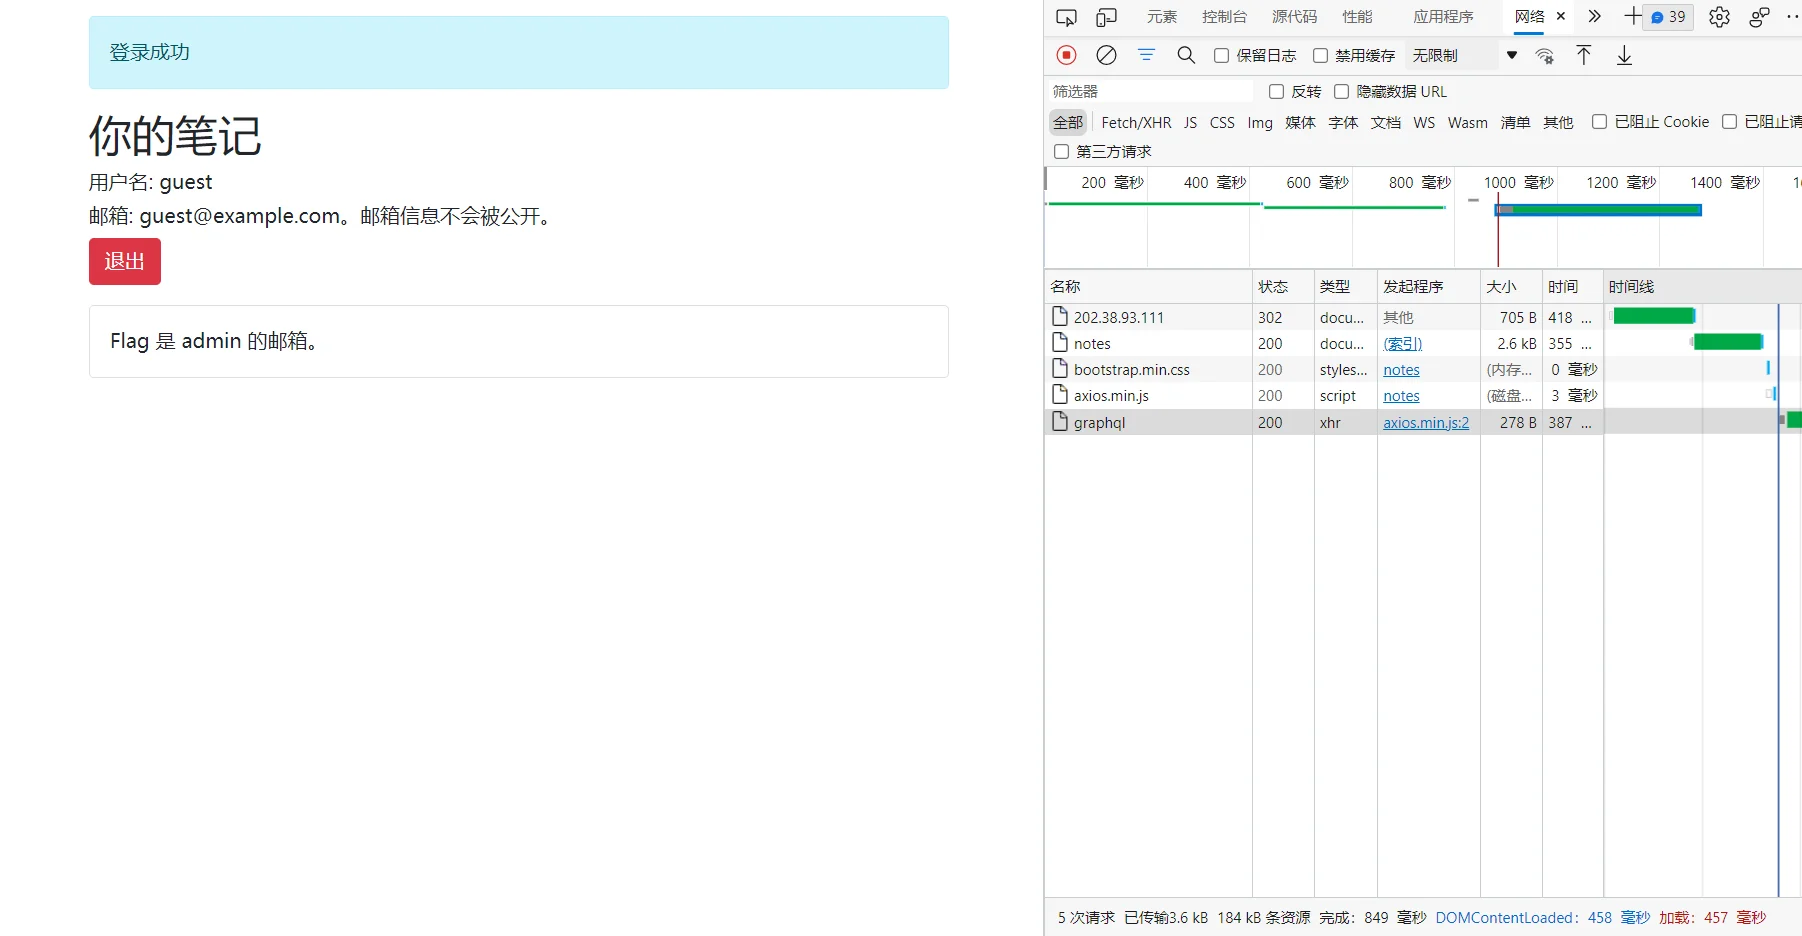 登录成功
你的笔记
用户名: guest
邮箱: guest@example.com。邮箱信息不会被公开。
退出
Flag 是 admin 的邮箱。
元素 控制台 源代码 性能 应用程序 网络 39
保留日志 禁用缓存 无限制
筛选器 反转 隐藏数据 URL
全部 Fetch/XHR JS CSS Img 媒体 字体 文档 WS Wasm 清单 其他 已阻止 Cookie 已阻止请
第三方请求
200 毫秒 400 毫秒 600 毫秒 800 毫秒 1000 毫秒 1200 毫秒 1400 毫秒
名称 状态 类型 发起程序 大小 时间 时间线
202.38.93.111 302 docu... 其他 705 B 418 ...
notes 200 docu... (索引) 2.6 kB 355 ...
bootstrap.min.css 200 styles... notes (内存... 0 毫秒
axios.min.js 200 script notes (磁盘... 3 毫秒
graphql 200 xhr axios.min.js:2 278 B 387 ...
5 次请求 已传输3.6 kB 184 kB 条资源 完成: 849 毫秒 DOMContentLoaded: 458 毫秒 加载: 457 毫秒